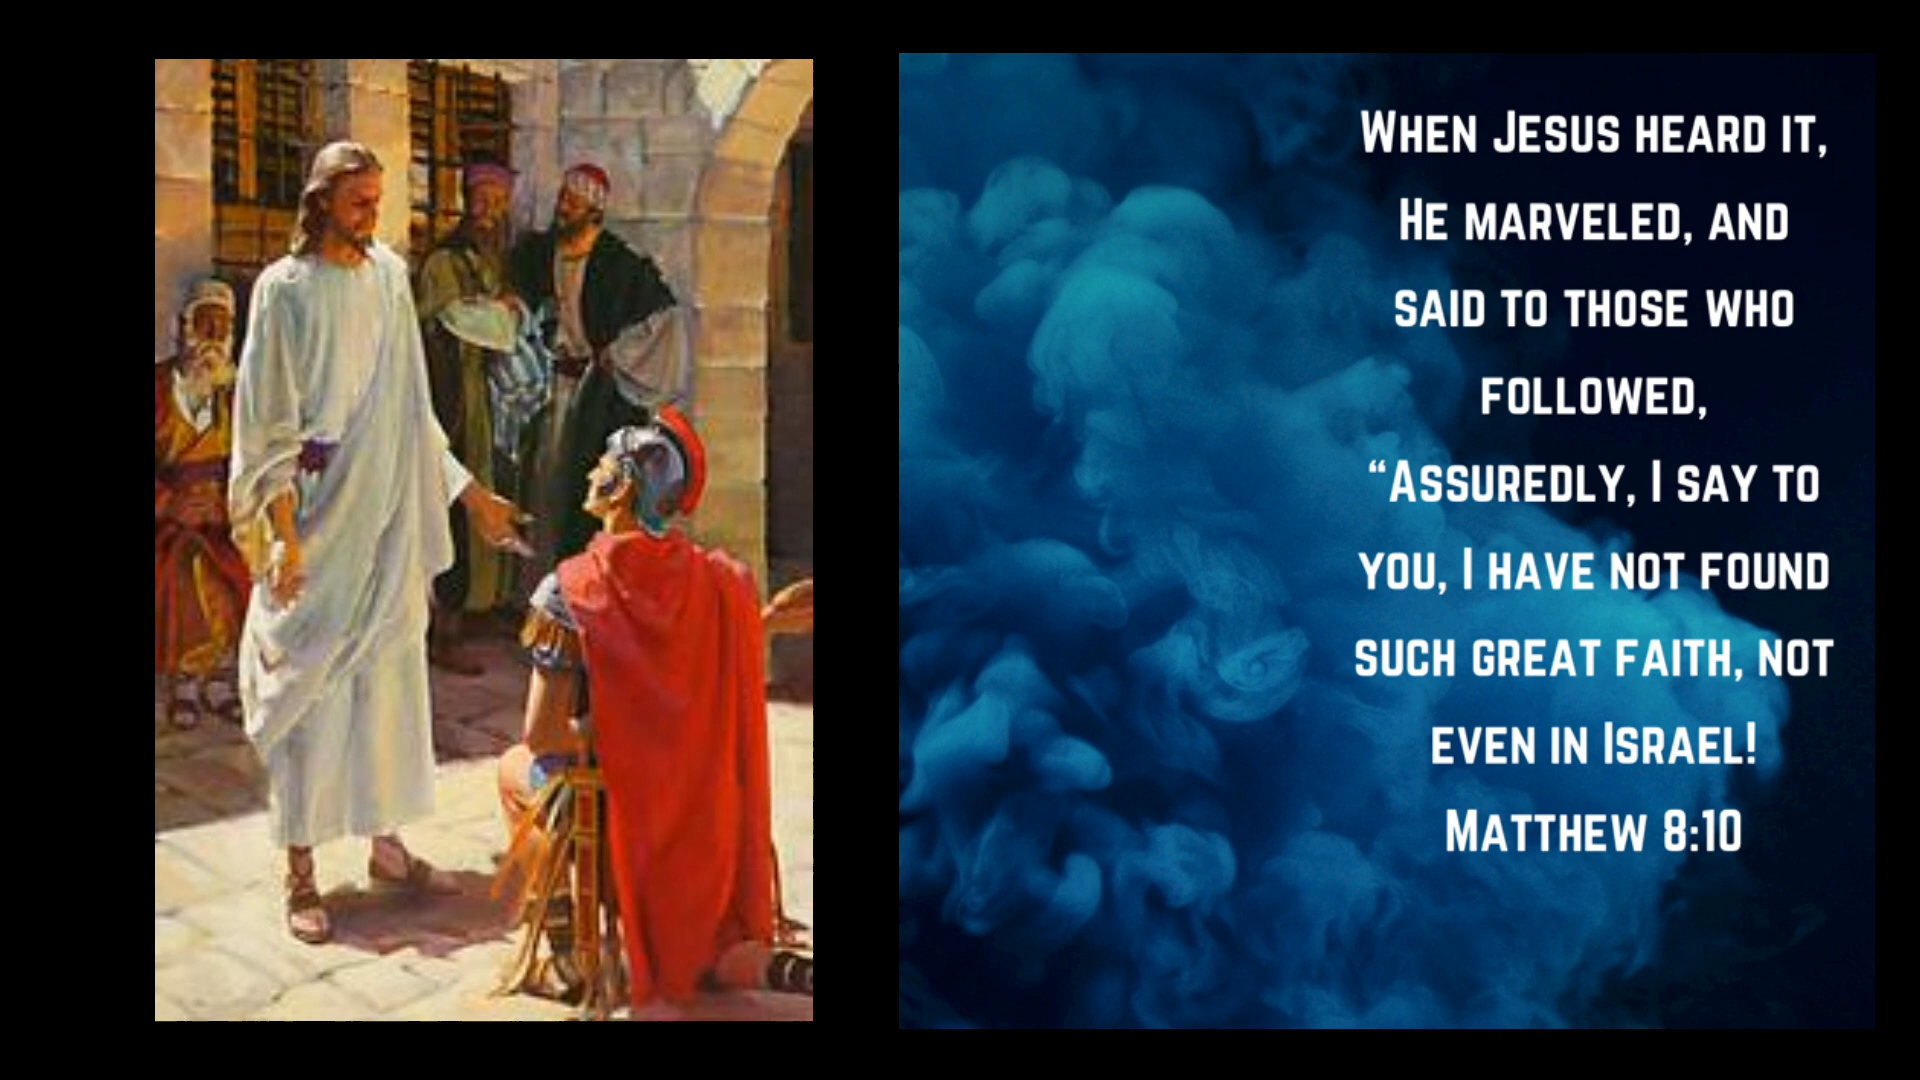 When Jesus heard it,
He marveled, and
said to those who
followed,
“Assuredly, I say to
you, I have not found
such great faith, not
even in Israel!
Matthew 8:10